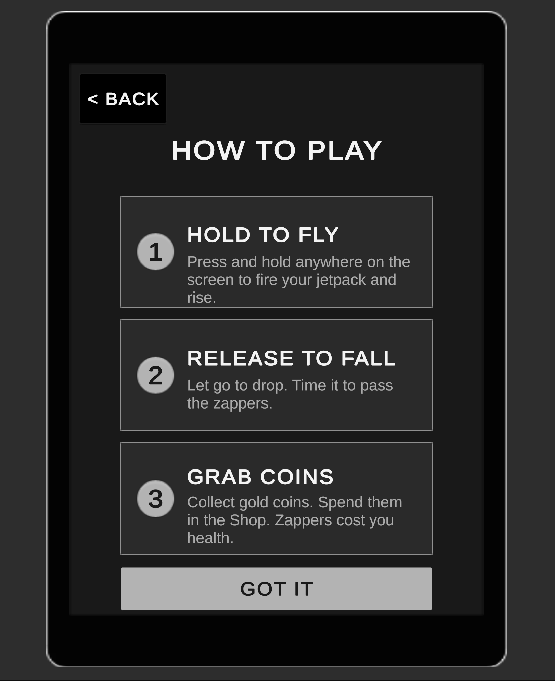 < BACK
HOW TO PLAY
1
HOLD TO FLY
Press and hold anywhere on the
screen to fire your jetpack and
rise.
2
RELEASE TO FALL
Let go to drop. Time it to pass
the zappers.
3
GRAB COINS
Collect gold coins. Spend them
in the Shop. Zappers cost you
health.
GOT IT